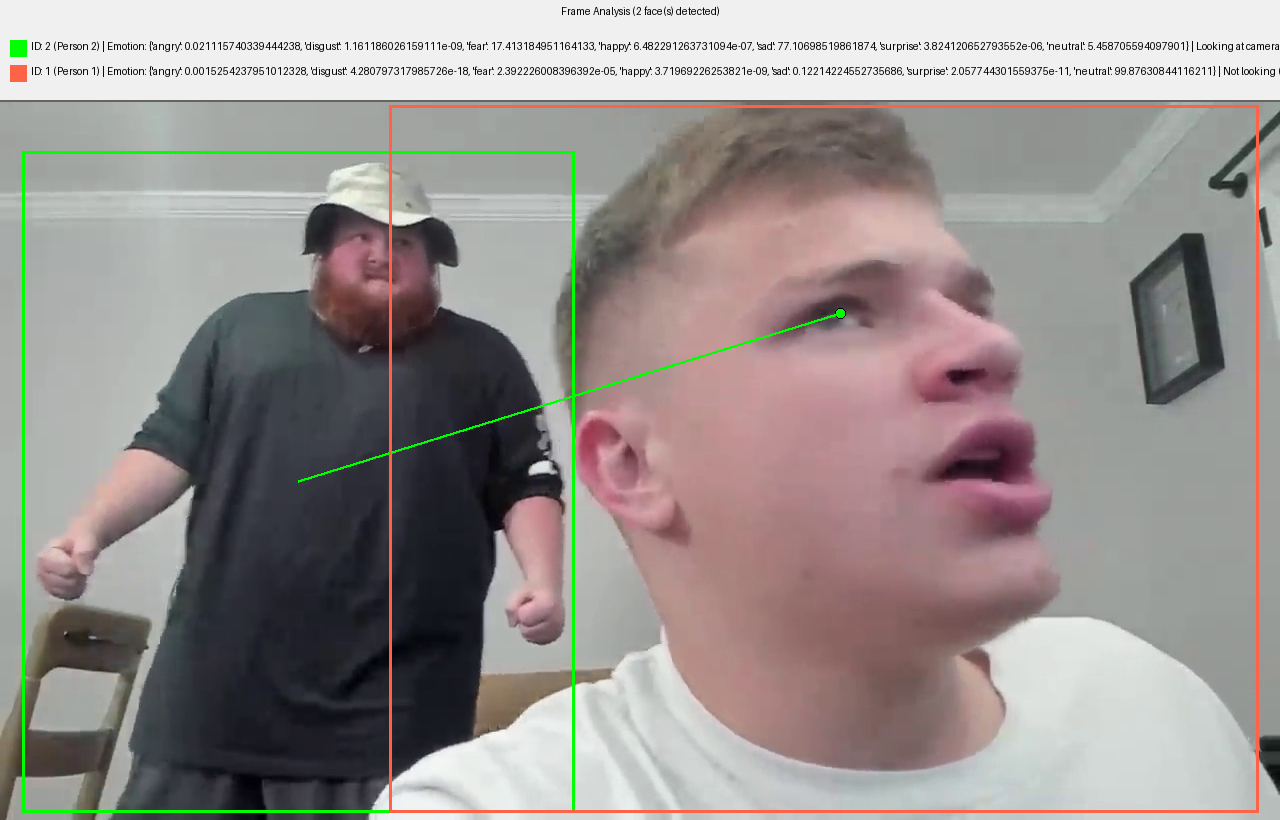 Frame Analysis (2 face(s) detected)
ID: 2 (Person 2) | Emotion: {'angry': 0.021115740339444238, 'disgust': 1.161186026159111e-09, 'fear': 17.413184951164133, 'happy': 6.482291263731084e-07, 'sad': 77.10698519861874, 'surprise': 3.824120652793552e-06, 'neutral': 5.458705594097901} | Looking at camera
ID: 1 (Person 1) | Emotion: {'angry': 0.0015254237951012328, 'disgust': 4.280797317985726e-18, 'fear': 2.392226008396392e-05, 'happy': 3.71969226253821e-09, 'sad': 0.12214224552735686, 'surprise': 2.057744301559375e-11, 'neutral': 99.87630844116211} | Not looking